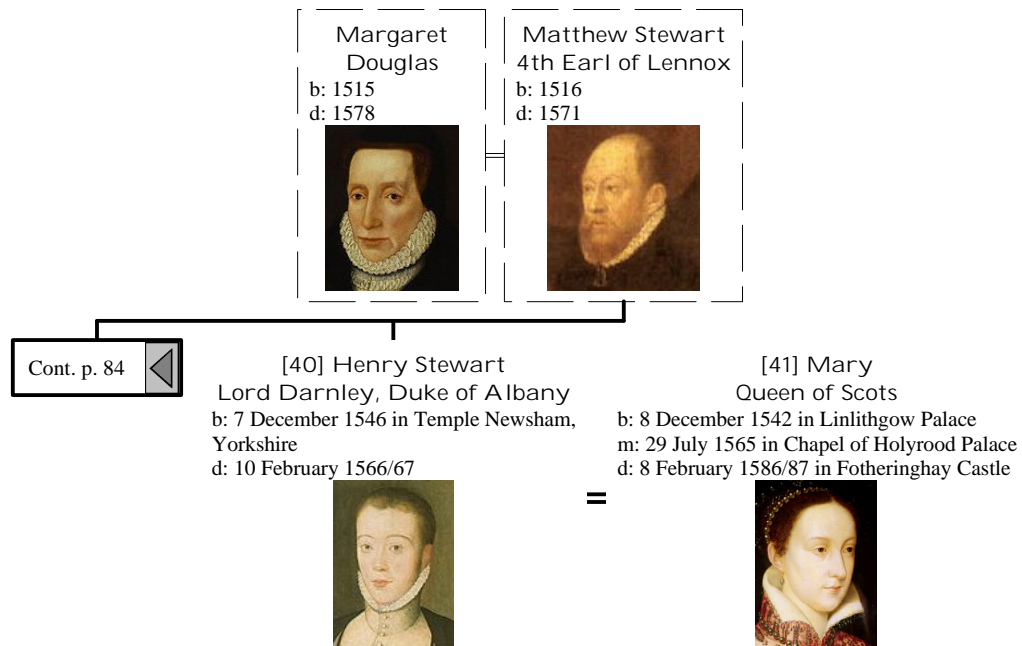 Margaret
Douglas
b: 1515
d: 1578
Matthew Stewart
4th Earl of Lennox
b: 1516
d: 1571
Cont. p. 84
[40] Henry Stewart
Lord Darnley, Duke of Albany
b: 7 December 1546 in Temple Newsham,
Yorkshire
d: 10 February 1566/67
=
[41] Mary
Queen of Scots
b: 8 December 1542 in Linlithgow Palace
m: 29 July 1565 in Chapel of Holyrood Palace
d: 8 February 1586/87 in Fotheringhay Castle